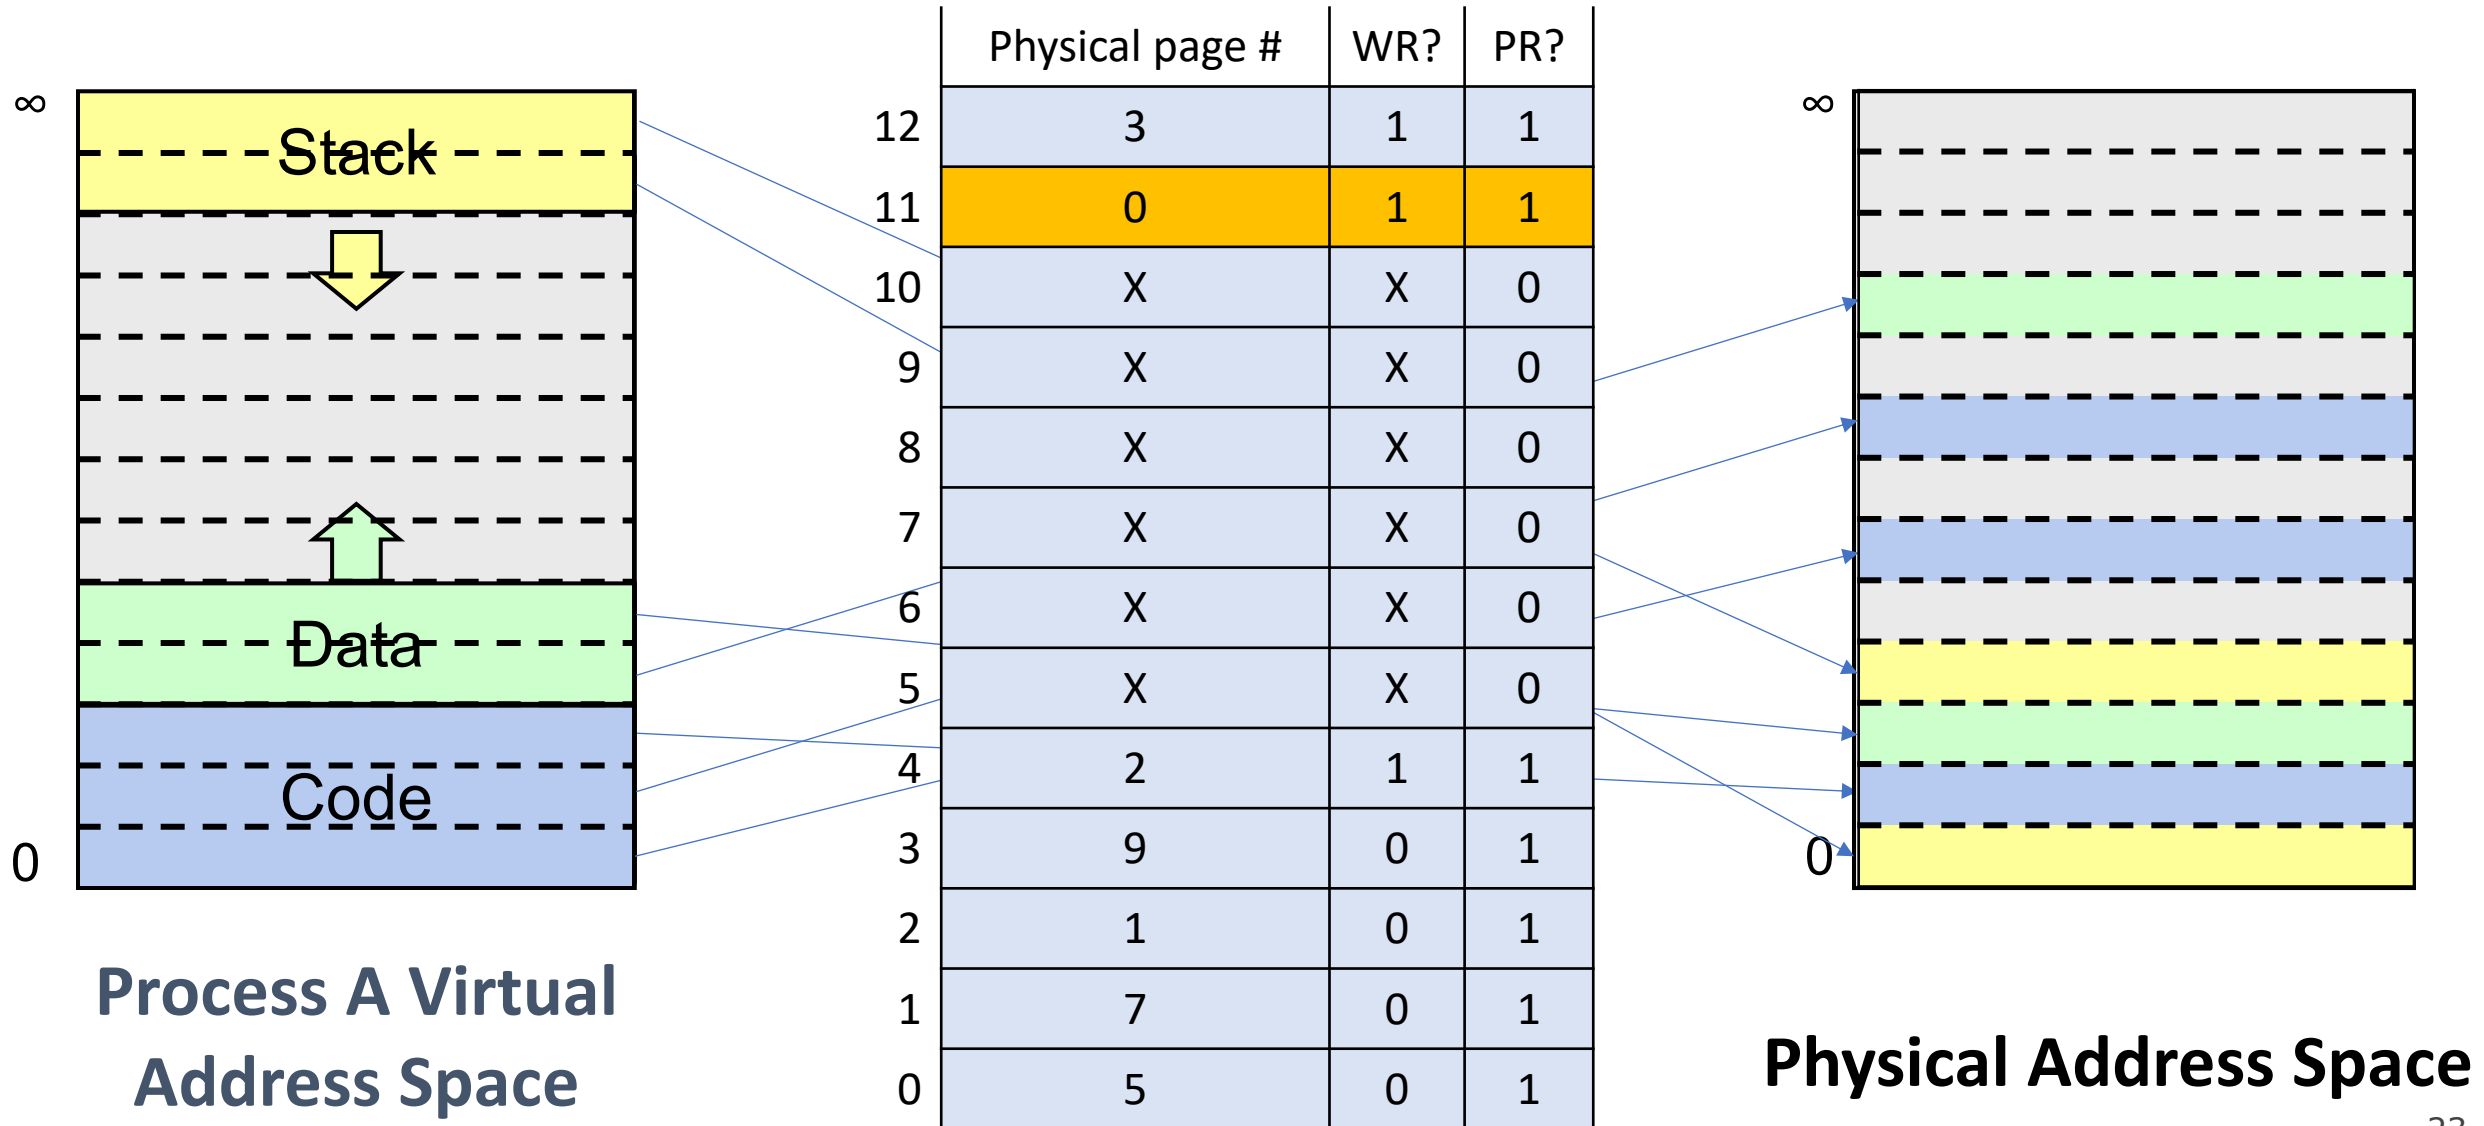 Physical page # WR? PR?
∞ Stack
Data
Code
0
Process A Virtual
Address Space
12 3 1 1
11 0 1 1
10 X X 0
9 X X 0
8 X X 0
7 X X 0
6 X X 0
5 X X 0
4 2 1 1
3 9 0 1
2 1 0 1
1 7 0 1
0 5 0 1
∞
0
Physical Address Space